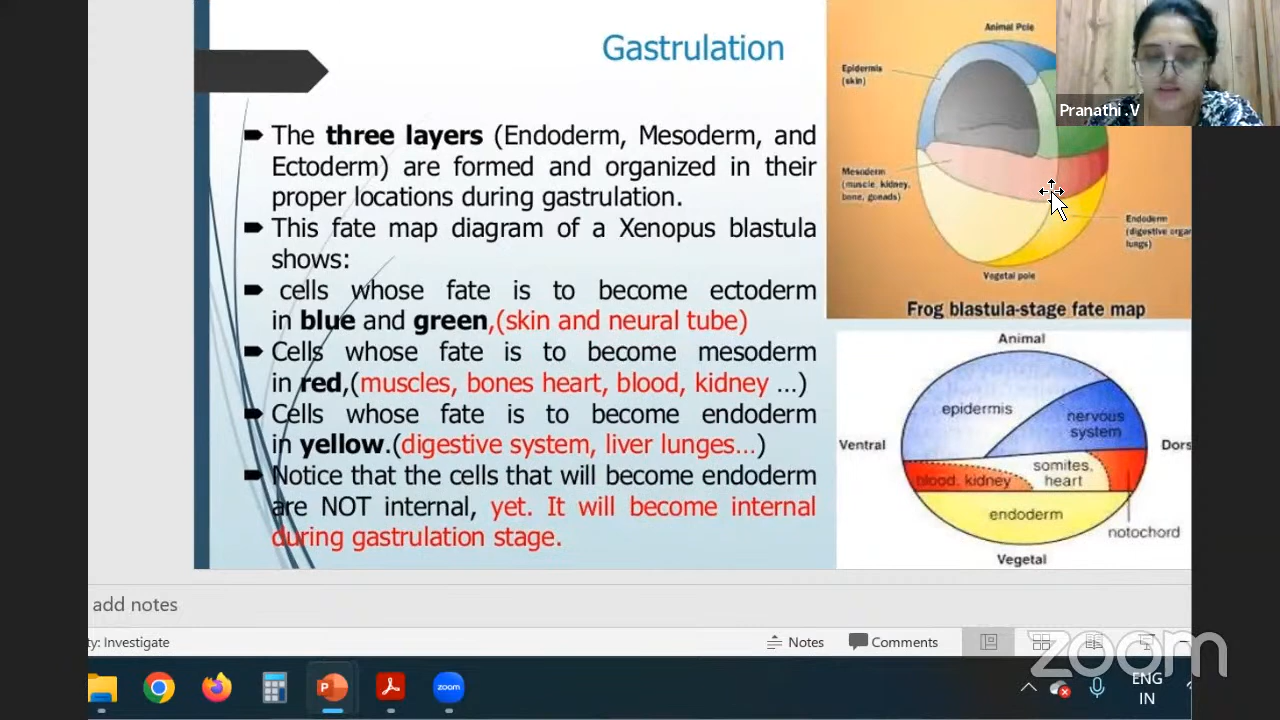 Gastrulation
The three layers (Endoderm, Mesoderm, and
Ectoderm) are formed and organized in their
proper locations during gastrulation.
This fate map diagram of a Xenopus blastula
shows:
cells whose fate is to become ectoderm
in blue and green,(skin and neural tube)
Cells whose fate is to become mesoderm
in red,(muscles, bones heart, blood, kidney ...)
Cells whose fate is to become endoderm
in yellow.(digestive system, liver lunges...)
Notice that the cells that will become endoderm
are NOT internal, yet. It will become internal
during gastrulation stage.
Animal Pole
Epidermis
(skin)
Mesoderm
(muscle, kidney,
bone, gonads)
Endoderm
(digestive organ
lungs)
Vegetal pole
Frog blastula-stage fate map
Animal
epidermis
nervous
system
Ventral
Dors
blood, kidney
somites,
heart
endoderm
notochord
Vegetal
Pranathi .V
add notes
ty: Investigate
Notes
Comments
zoom
zoom
ENG
IN